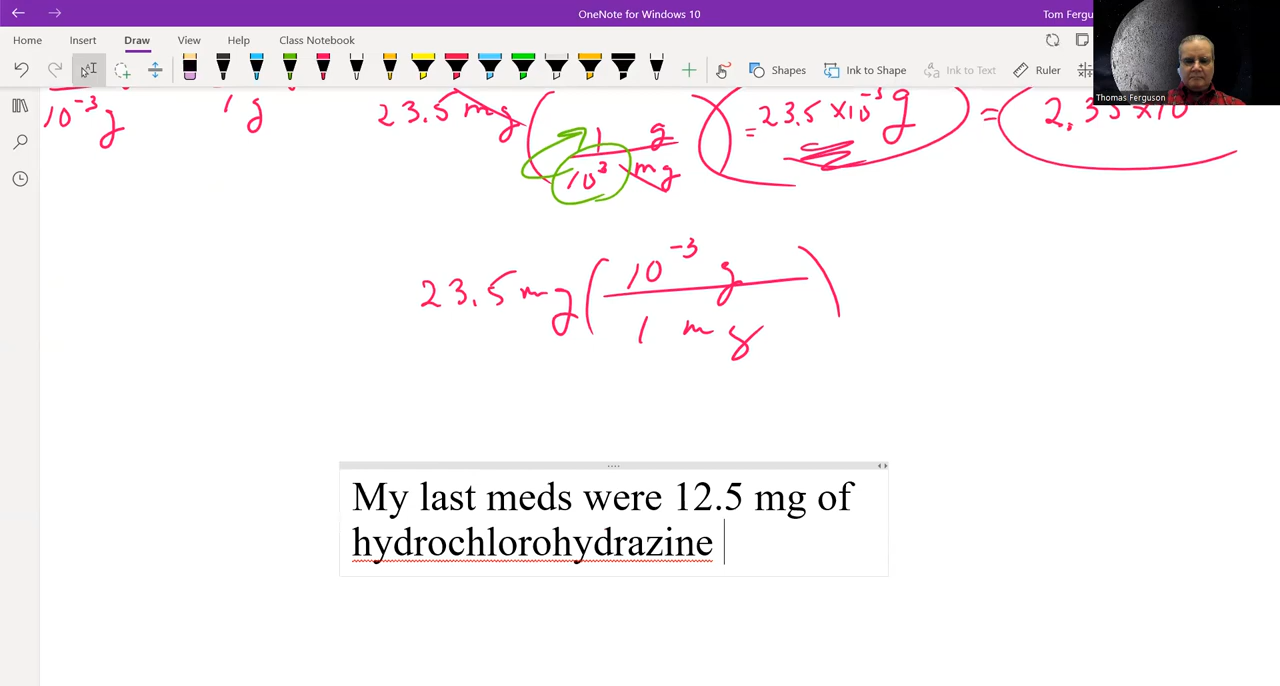 OneNote for Windows 10
Tom Fergu
Home Insert Draw View Help Class Notebook
Shapes Ink to Shape Ink to Text Ruler
Thomas Ferguson
10⁻³ g
1 g
23.5 mg ( 1 g / 10³ mg ) ( = 23.5 ×10⁻³ g = 2.35 ×10
23.5 mg ( 10⁻³ g
1 mg )
My last meds were 12.5 mg of
hydrochlorohydrazine